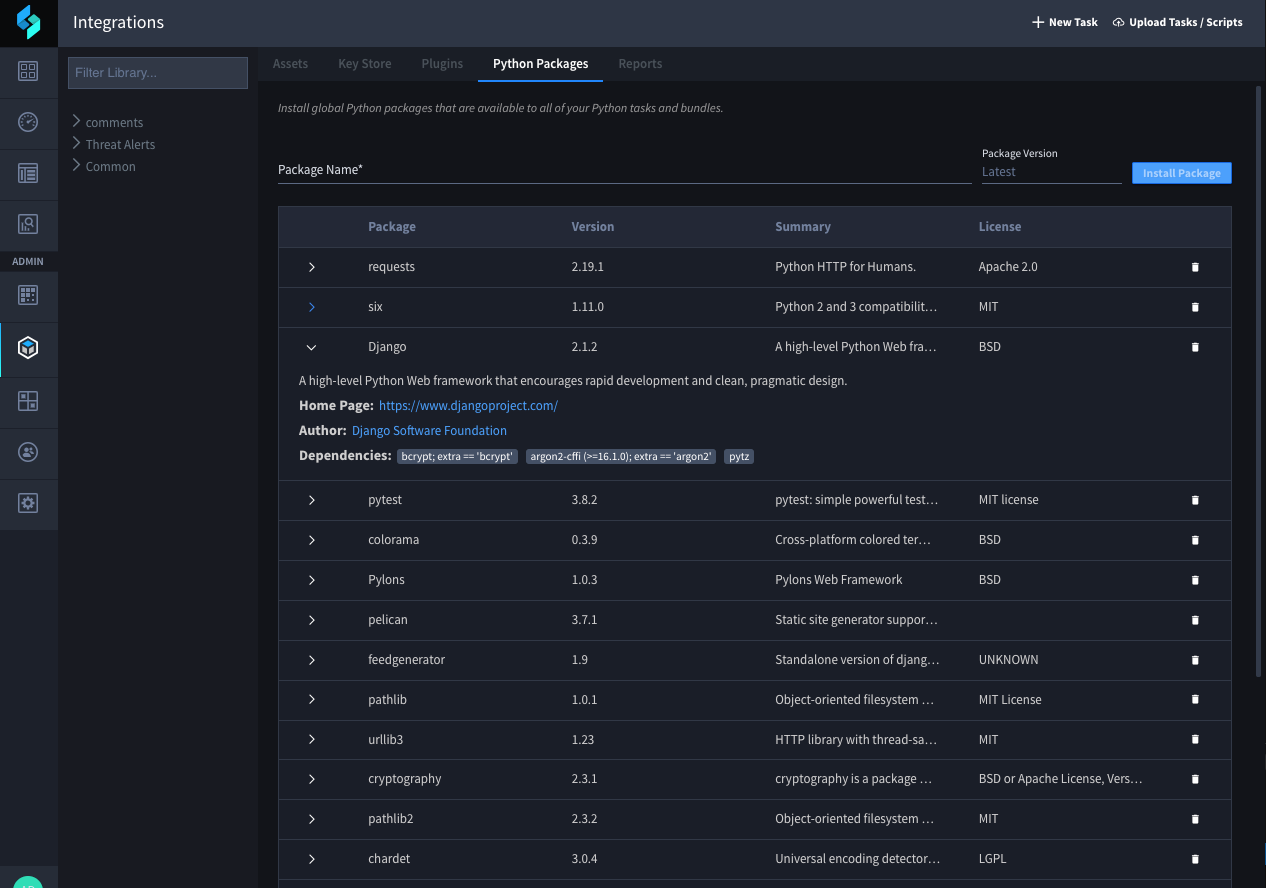 Integrations
New Task
Upload Tasks / Scripts
Filter Library...
comments
Threat Alerts
Common
ADMIN
Assets Key Store Plugins Python Packages Reports
Install global Python packages that are available to all of your Python tasks and bundles.
Package Name*
Package Version
Latest
Install Package
Package Version Summary License
requests 2.19.1 Python HTTP for Humans. Apache 2.0
six 1.11.0 Python 2 and 3 compatibilit… MIT
Django 2.1.2 A high-level Python Web fra… BSD
A high-level Python Web framework that encourages rapid development and clean, pragmatic design.
Home Page: https://www.djangoproject.com/
Author: Django Software Foundation
Dependencies: bcrypt; extra == 'bcrypt' argon2-cffi (>=16.1.0); extra == 'argon2' pytz
pytest 3.8.2 pytest: simple powerful test… MIT license
colorama 0.3.9 Cross-platform colored ter… BSD
Pylons 1.0.3 Pylons Web Framework BSD
pelican 3.7.1 Static site generator suppor…
feedgenerator 1.9 Standalone version of djang… UNKNOWN
pathlib 1.0.1 Object-oriented filesystem … MIT License
urllib3 1.23 HTTP library with thread-sa… MIT
cryptography 2.3.1 cryptography is a package … BSD or Apache License, Vers…
pathlib2 2.3.2 Object-oriented filesystem … MIT
chardet 3.0.4 Universal encoding detector… LGPL